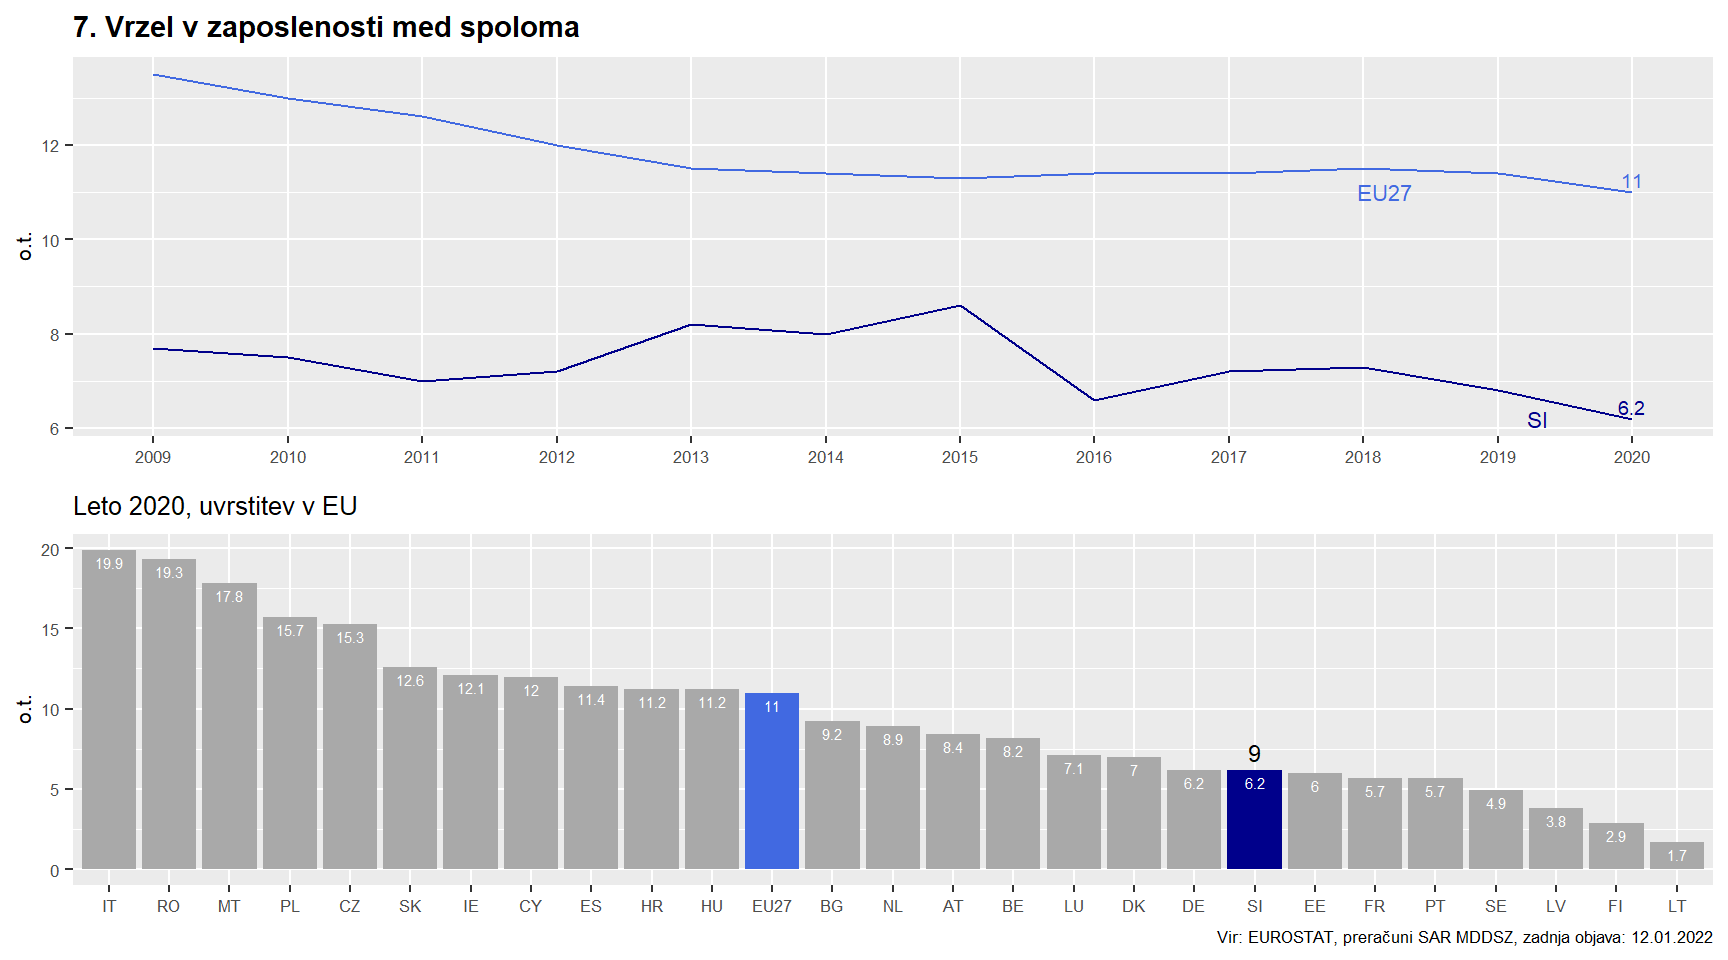 7. Vrzel v zaposlenosti med spoloma
o.t.
12
10
8
6
EU27
11
SI
6.2
2009 2010 2011 2012 2013 2014 2015 2016 2017 2018 2019 2020
Leto 2020, uvrstitev v EU
o.t.
20
15
10
5
0
9
19.9 19.3 17.8 15.7 15.3 12.6 12.1 12 11.4 11.2 11.2 11 9.2 8.9 8.4 8.2 7.1 7 6.2 6.2 6 5.7 5.7 4.9 3.8 2.9 1.7
IT RO MT PL CZ SK IE CY ES HR HU EU27 BG NL AT BE LU DK DE SI EE FR PT SE LV FI LT
Vir: EUROSTAT, preračuni SAR MDDSZ, zadnja objava: 12.01.2022